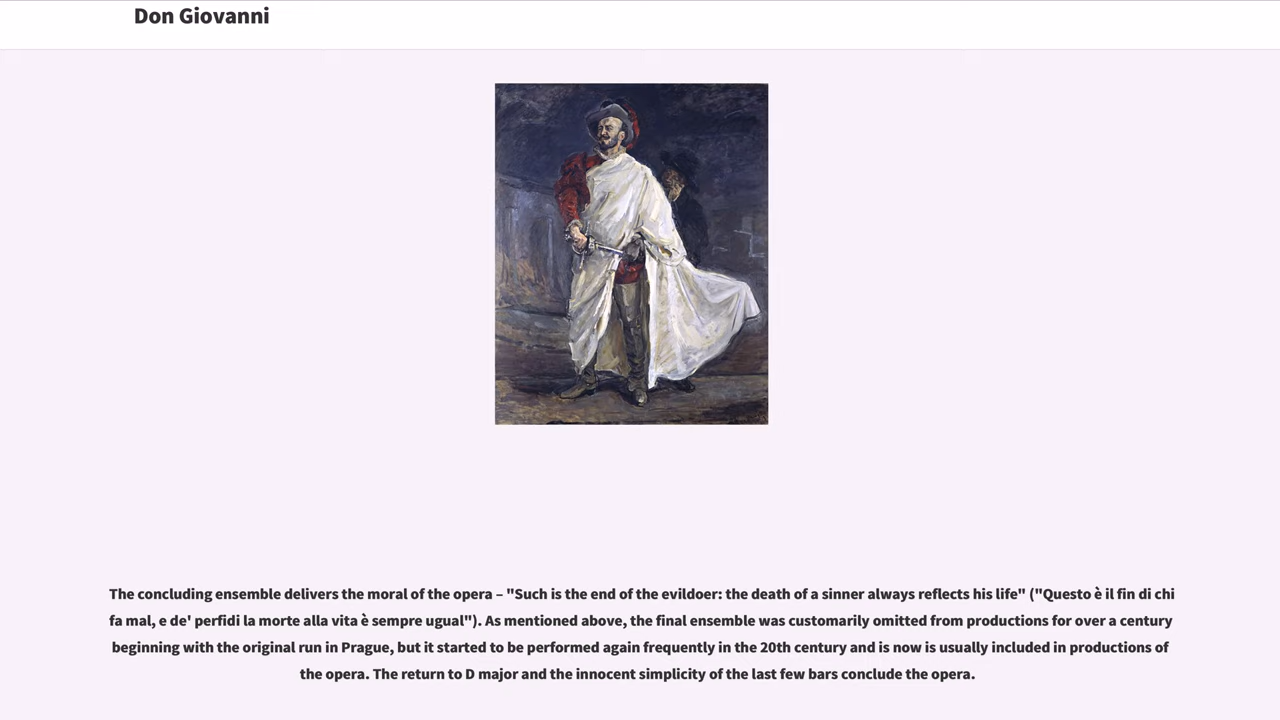 Don Giovanni
The concluding ensemble delivers the moral of the opera – "Such is the end of the evildoer: the death of a sinner always reflects his life" ("Questo è il fin di chi
fa mal, e de' perfidi la morte alla vita è sempre ugual"). As mentioned above, the final ensemble was customarily omitted from productions for over a century
beginning with the original run in Prague, but it started to be performed again frequently in the 20th century and is now is usually included in productions of
the opera. The return to D major and the innocent simplicity of the last few bars conclude the opera.